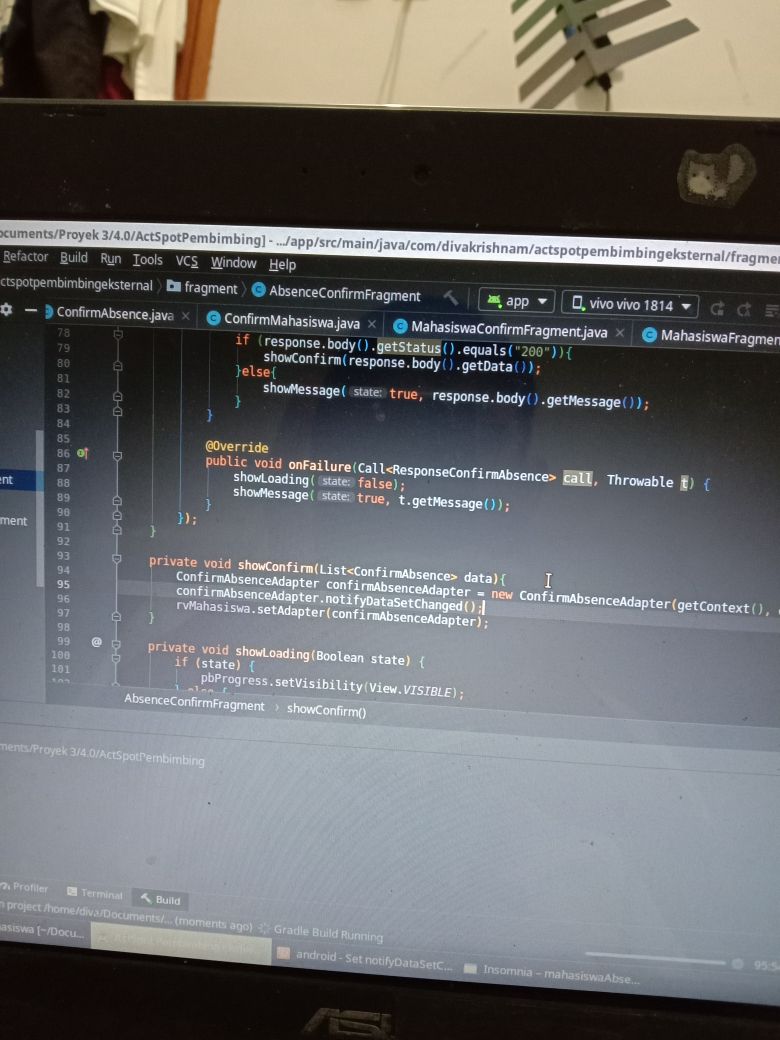 ocuments/Proyek 3/4.0/ActSpotPembimbing] - .../app/src/main/java/com/divakrishnam/actspotpembimbingeksternal/fragme
Refactor Build Run Tools VCS Window Help
ctspotpembimbingeksternal fragment AbsenceConfirmFragment app vivo vivo 1814
ConfirmAbsence.java ConfirmMahasiswa.java MahasiswaConfirmFragment.java MahasiswaFragmen
78
79 if (response.body().getStatus().equals("200")){
80 showConfirm(response.body().getData());
81 }else{
82 showMessage( state: true, response.body().getMessage());
83 }
84 }
85
86 @Override
87 public void onFailure(Call<ResponseConfirmAbsence> call, Throwable t) {
88 showLoading( state: false);
89 showMessage( state: true, t.getMessage());
90 }
91 });
92 }
93
94 private void showConfirm(List<ConfirmAbsence> data){
95 ConfirmAbsenceAdapter confirmAbsenceAdapter = new ConfirmAbsenceAdapter(getContext(),
96 confirmAbsenceAdapter.notifyDataSetChanged();
97 rvMahasiswa.setAdapter(confirmAbsenceAdapter);
98 }
99
100 private void showLoading(Boolean state) {
101 if (state) {
pbProgress.setVisibility(View.VISIBLE);
} else {
nt
ment
AbsenceConfirmFragment showConfirm()
ments/Proyek 3/4.0/ActSpotPembimbing
Profiler Terminal Build
n project /home/diva/Documents/... (moments ago) Gradle Build Running
95:5
asiswa [~/Docu... android - Set notifyDataSetC... Insomnia – mahasiswaAbse...